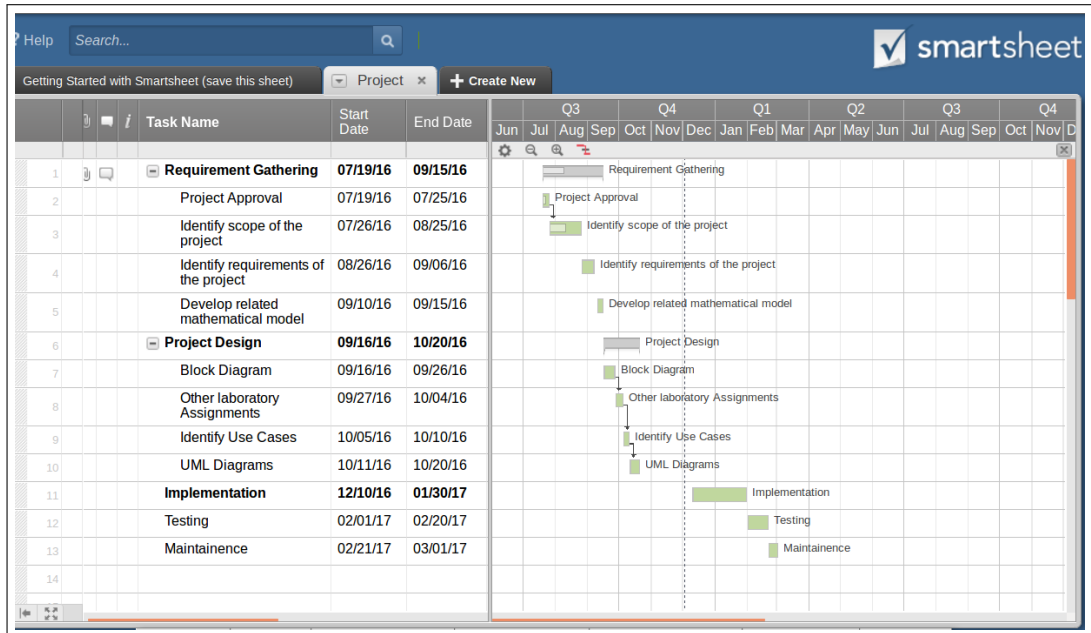 ? Help Search... smartsheet
Getting Started with Smartsheet (save this sheet) Project × Create New
i Task Name Start Date End Date
Q3 Q4 Q1 Q2 Q3 Q4
Jun Jul Aug Sep Oct Nov Dec Jan Feb Mar Apr May Jun Jul Aug Sep Oct Nov D
1 Requirement Gathering 07/19/16 09/15/16 Requirement Gathering
2 Project Approval 07/19/16 07/25/16 Project Approval
3 Identify scope of the project 07/26/16 08/25/16 Identify scope of the project
4 Identify requirements of the project 08/26/16 09/06/16 Identify requirements of the project
5 Develop related mathematical model 09/10/16 09/15/16 Develop related mathematical model
6 Project Design 09/16/16 10/20/16 Project Design
7 Block Diagram 09/16/16 09/26/16 Block Diagram
8 Other laboratory Assignments 09/27/16 10/04/16 Other laboratory Assignments
9 Identify Use Cases 10/05/16 10/10/16 Identify Use Cases
10 UML Diagrams 10/11/16 10/20/16 UML Diagrams
11 Implementation 12/10/16 01/30/17 Implementation
12 Testing 02/01/17 02/20/17 Testing
13 Maintainence 02/21/17 03/01/17 Maintainence
14